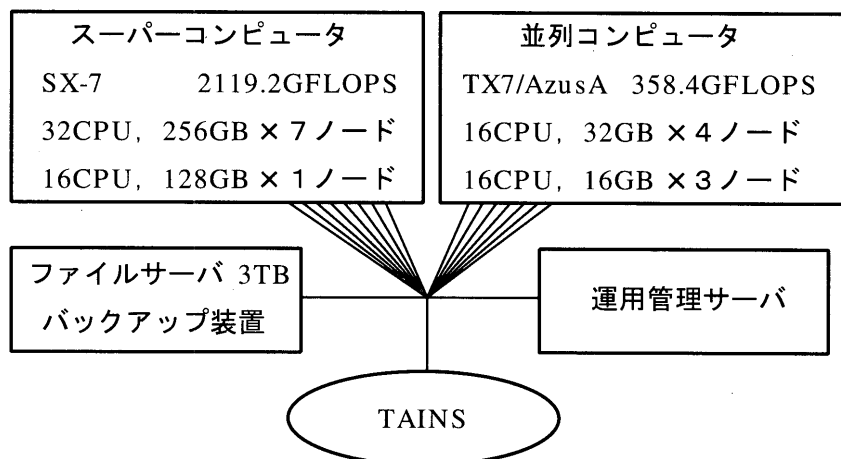 スーパーコンピュータ
SX-7 2119.2GFLOPS
32CPU, 256GB × 7ノード
16CPU, 128GB × 1ノード
並列コンピュータ
TX7/AzusA 358.4GFLOPS
16CPU, 32GB × 4ノード
16CPU, 16GB × 3ノード
ファイルサーバ 3TB
バックアップ装置
運用管理サーバ
TAINS